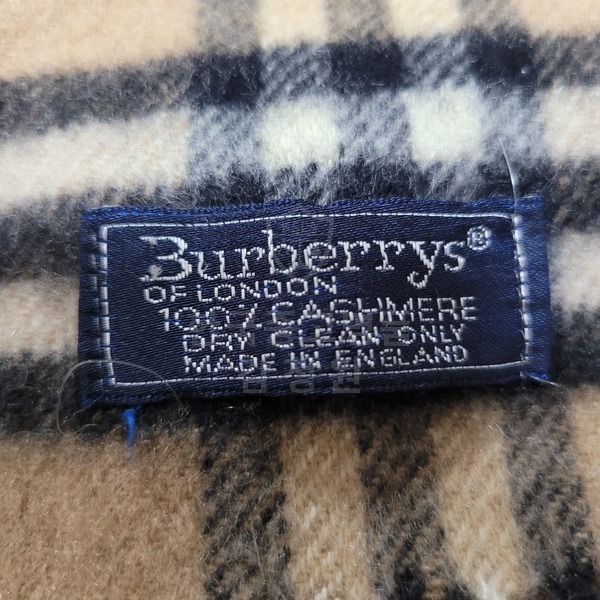 Burberrys®
OF LONDON
100% CASHMERE
DRY CLEAN ONLY
MADE IN ENGLAND